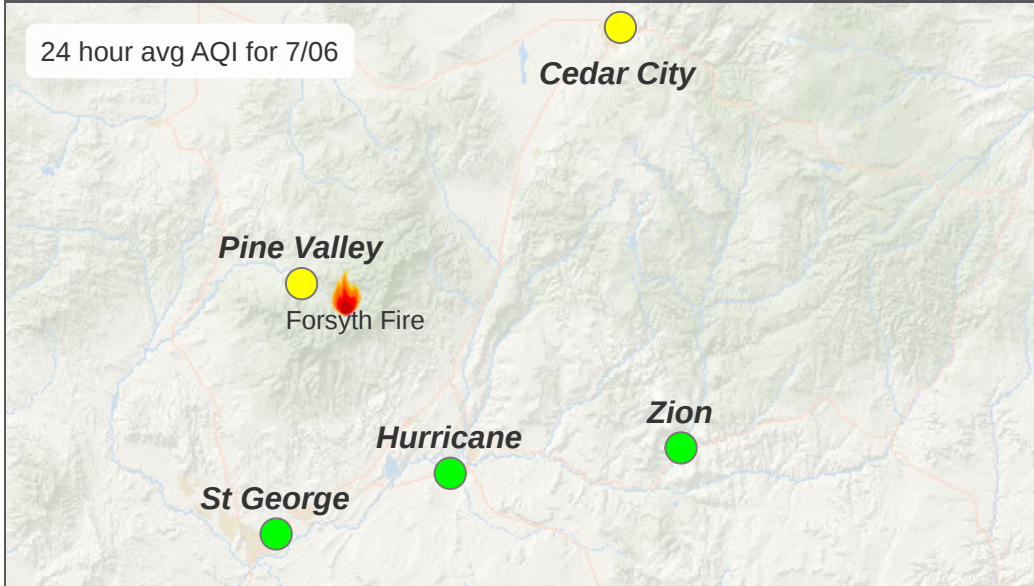 24 hour avg AQI for 7/06
Cedar City
Pine Valley
Forsyth Fire
Zion
Hurricane
St George